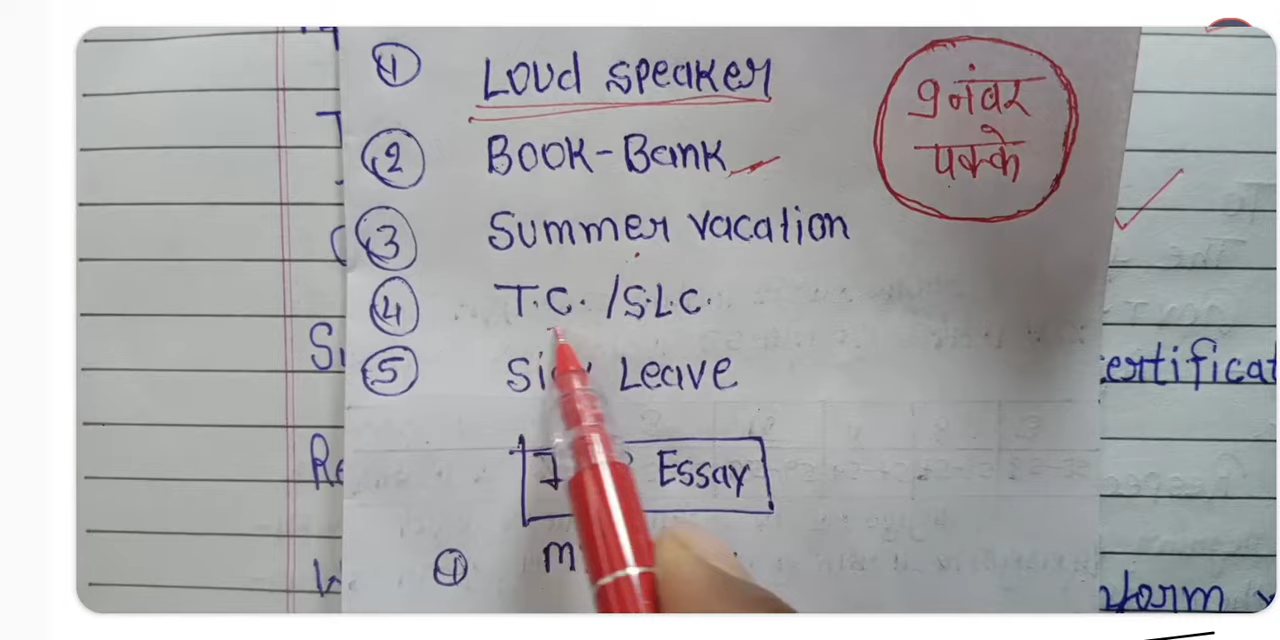 ① Loud speaker
② Book-Bank
③ Summer vacation
④ T.C. /S.L.C.
⑤ Leave
Essay
①
9 नंबर
पक्के